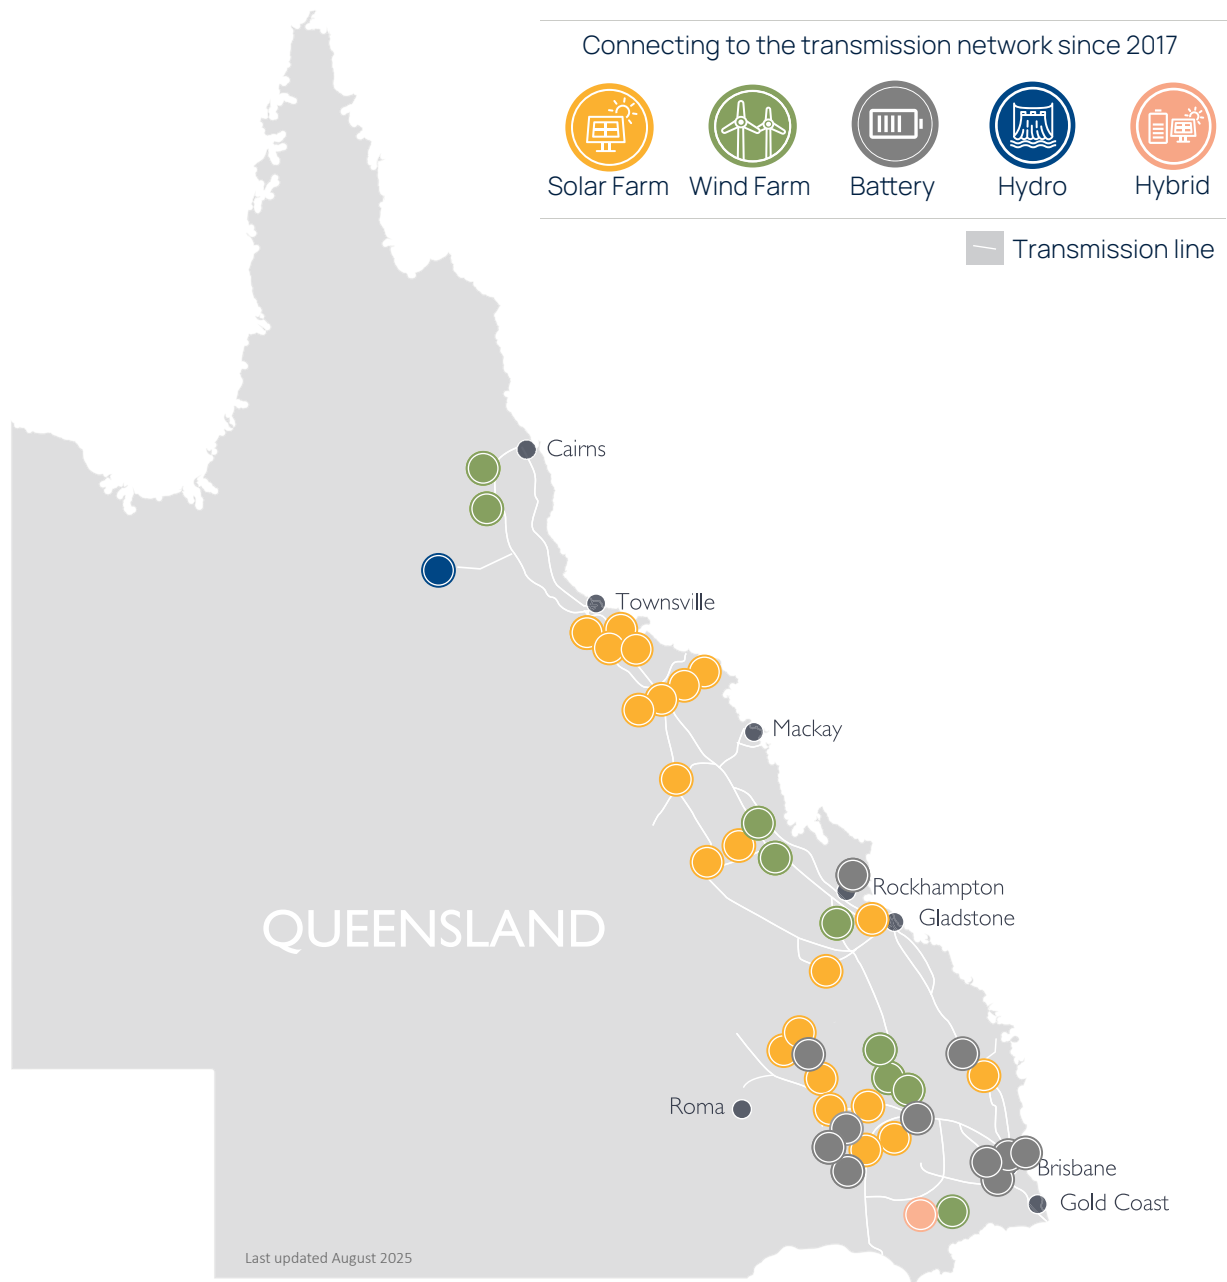 Connecting to the transmission network since 2017
Solar Farm Wind Farm Battery Hydro Hybrid
Transmission line
Cairns
Townsville
Mackay
Rockhampton
Gladstone
QUEENSLAND
Roma
Brisbane
Gold Coast
Last updated August 2025